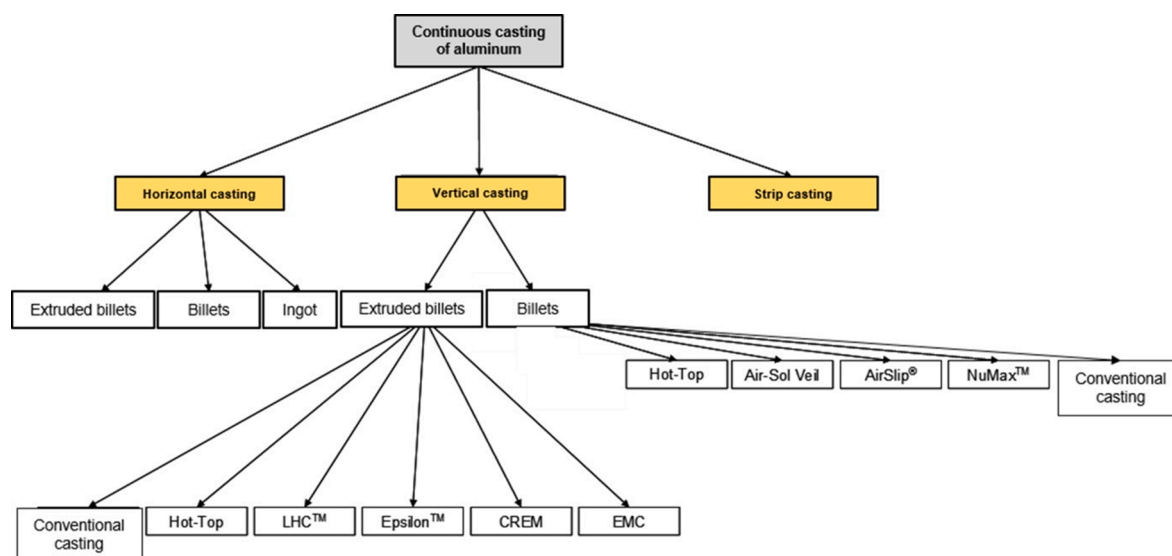 Continuous casting
of aluminum
Horizontal casting
Vertical casting
Strip casting
Extruded billets
Billets
Ingot
Extruded billets
Billets
Hot-Top
Air-Sol Veil
AirSlip®
NuMax™
Conventional
casting
Conventional
casting
Hot-Top
LHC™
Epsilon™
CREM
EMC